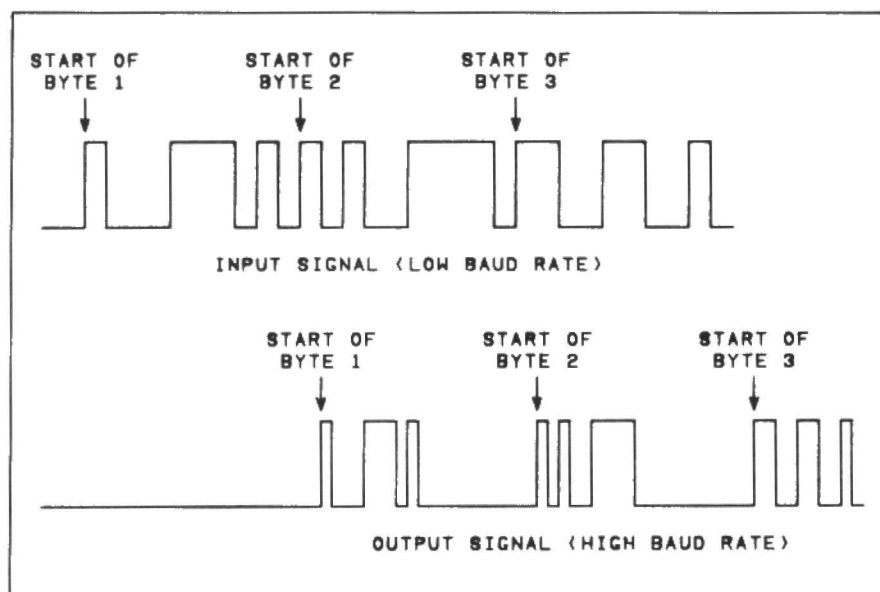 START OF START OF START OF
BYTE 1 BYTE 2 BYTE 3
INPUT SIGNAL (LOW BAUD RATE)
START OF START OF START OF
BYTE 1 BYTE 2 BYTE 3
OUTPUT SIGNAL (HIGH BAUD RATE)